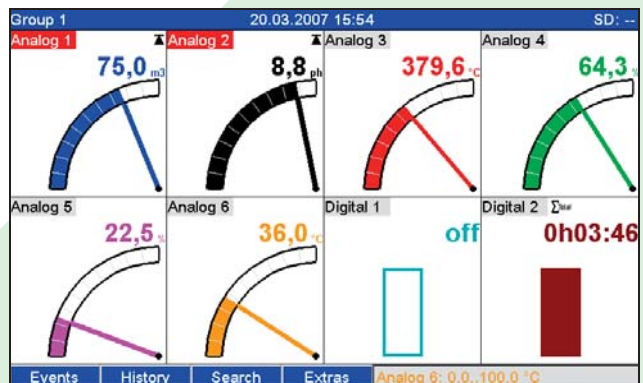 Group 1 20.03.2007 15:54 SD: --
Analog 1 Analog 2 Analog 3 Analog 4
75,0 m3 8,8 ph 379,6 °C 64,3 %
Analog 5 Analog 6 Digital 1 Digital 2 Σ
22,5 % 36,0 °C off 0h03:46
Events History Search Extras Analog 6: 0,0..100,0 °C